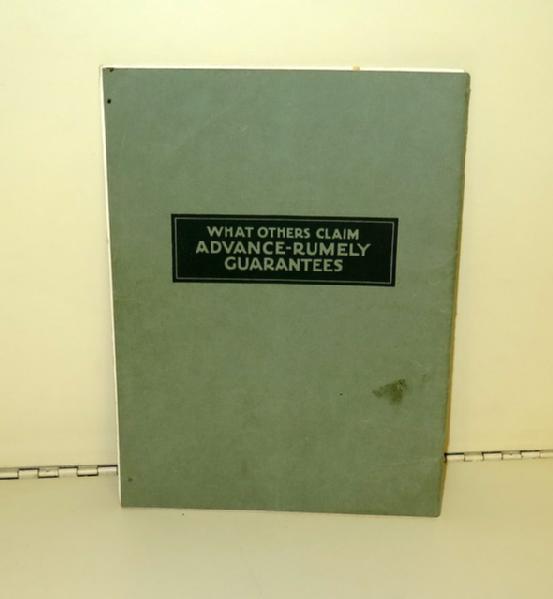 WHAT OTHERS CLAIM
ADVANCE-RUMELY
GUARANTEES